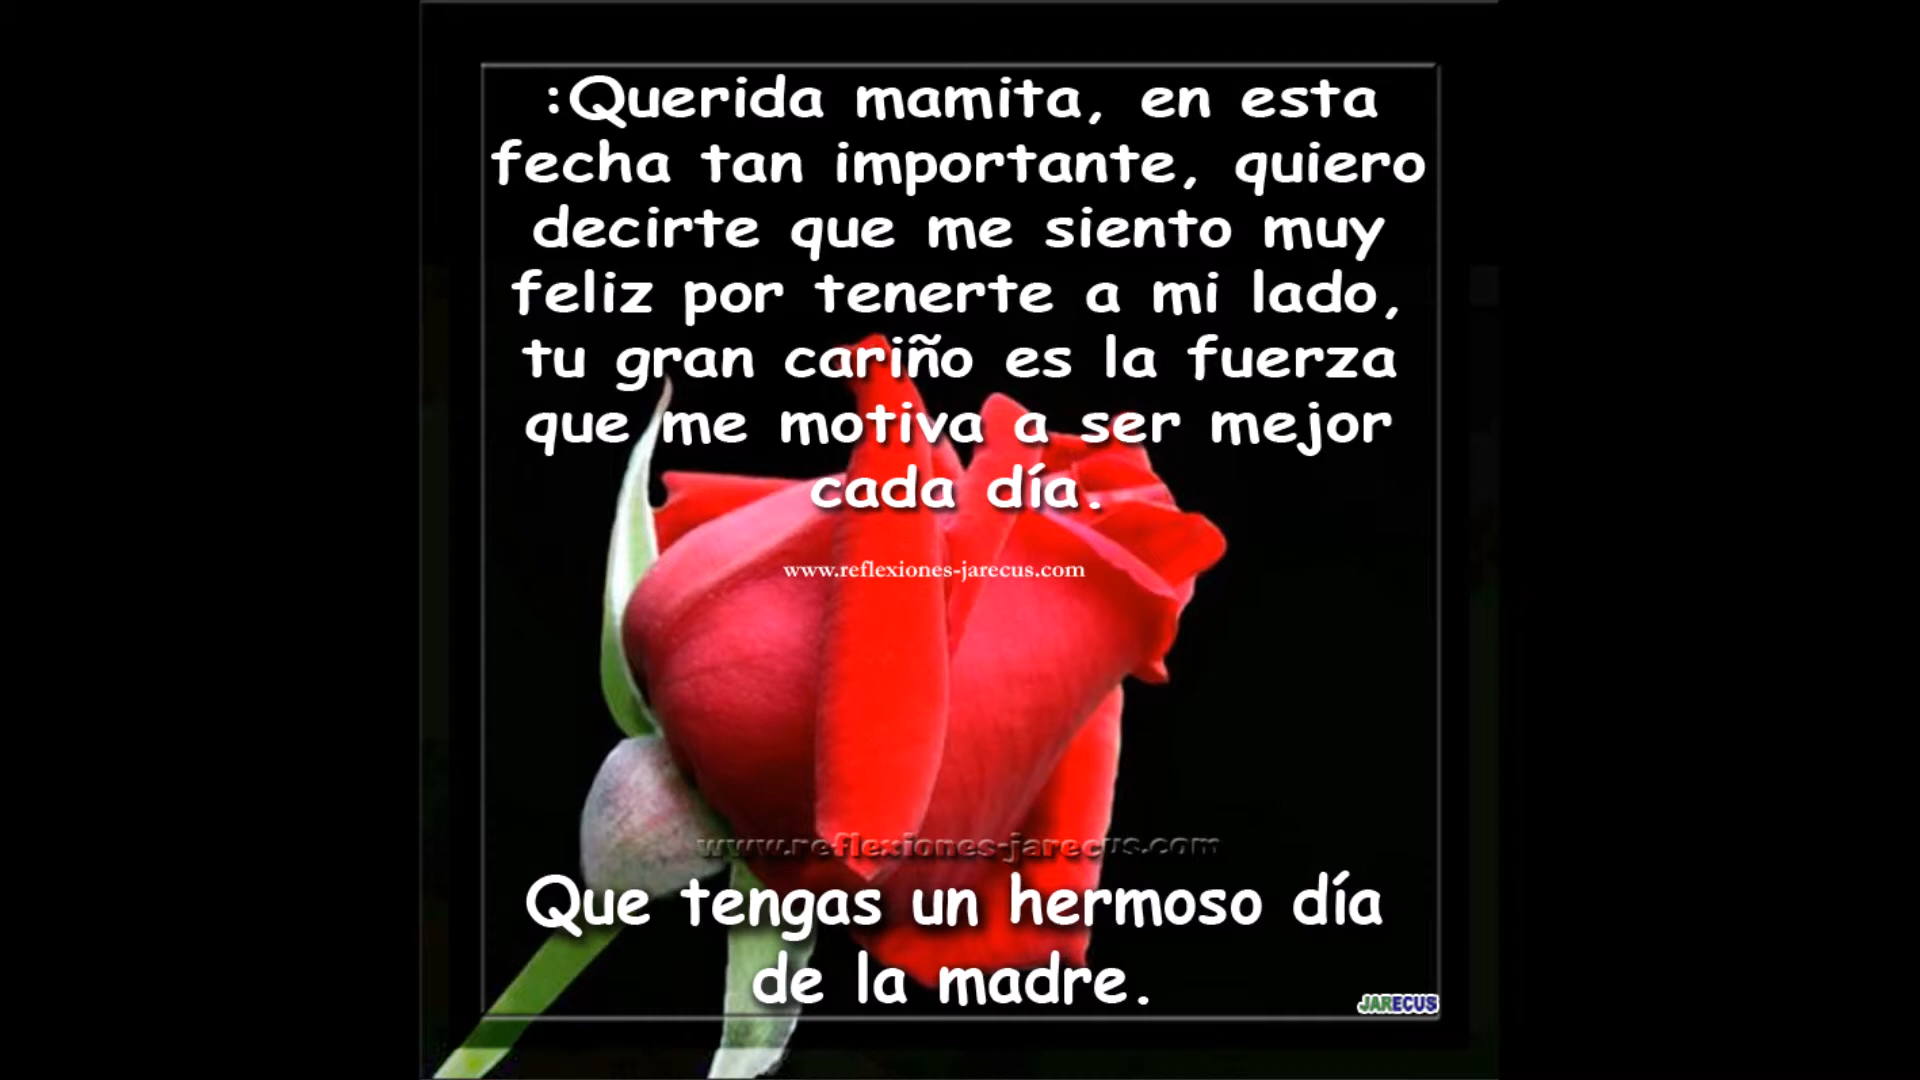 :Querida mamita, en esta
fecha tan importante, quiero
decirte que me siento muy
feliz por tenerte a mi lado,
tu gran cariño es la fuerza
que me motiva a ser mejor
cada día.
www.reflexiones-jarecus.com
www.reflexiones-jarecus.com
Que tengas un hermoso día
de la madre.
JARECUS